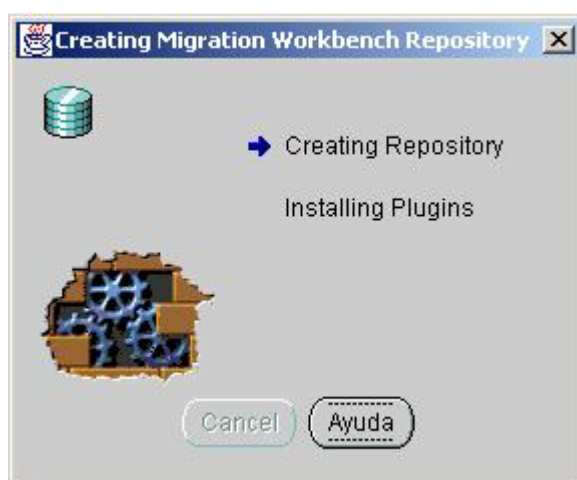 Creating Migration Workbench Repository
Creating Repository
Installing Plugins
Cancel
Ayuda